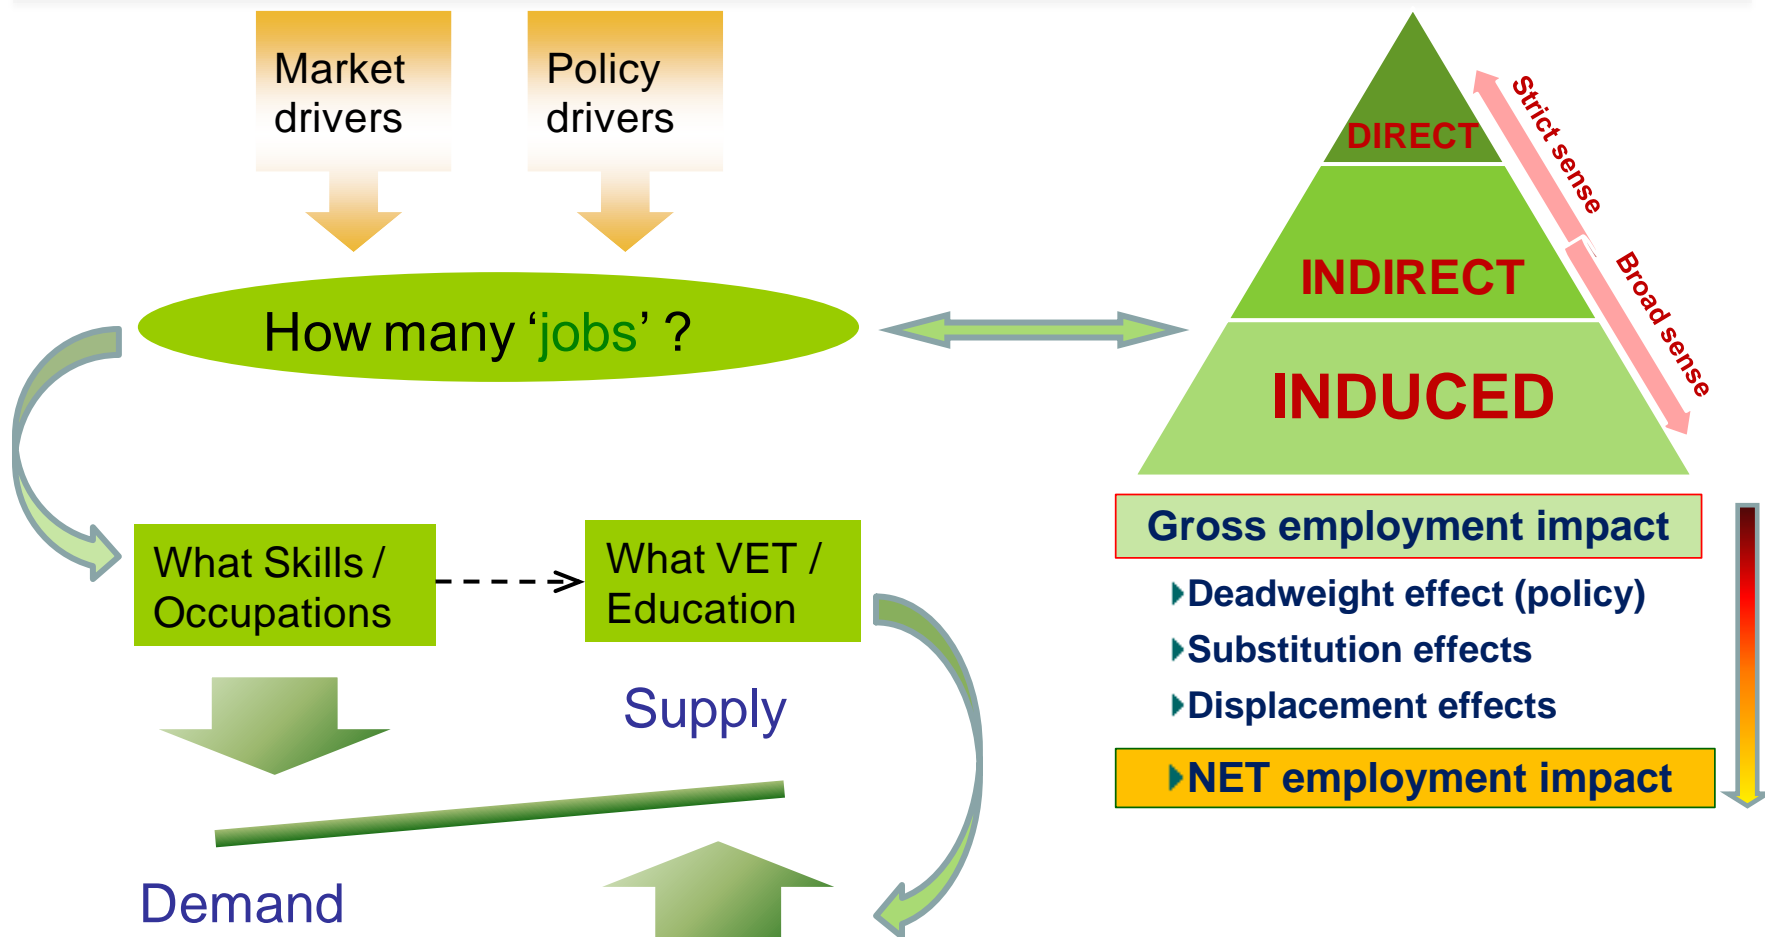 Market
drivers
Policy
drivers
How many ‘jobs’ ?
What Skills /
Occupations
What VET /
Education
Supply
Demand
DIRECT
INDIRECT
INDUCED
Strict sense
Broad sense
Gross employment impact
Deadweight effect (policy)
Substitution effects
Displacement effects
NET employment impact